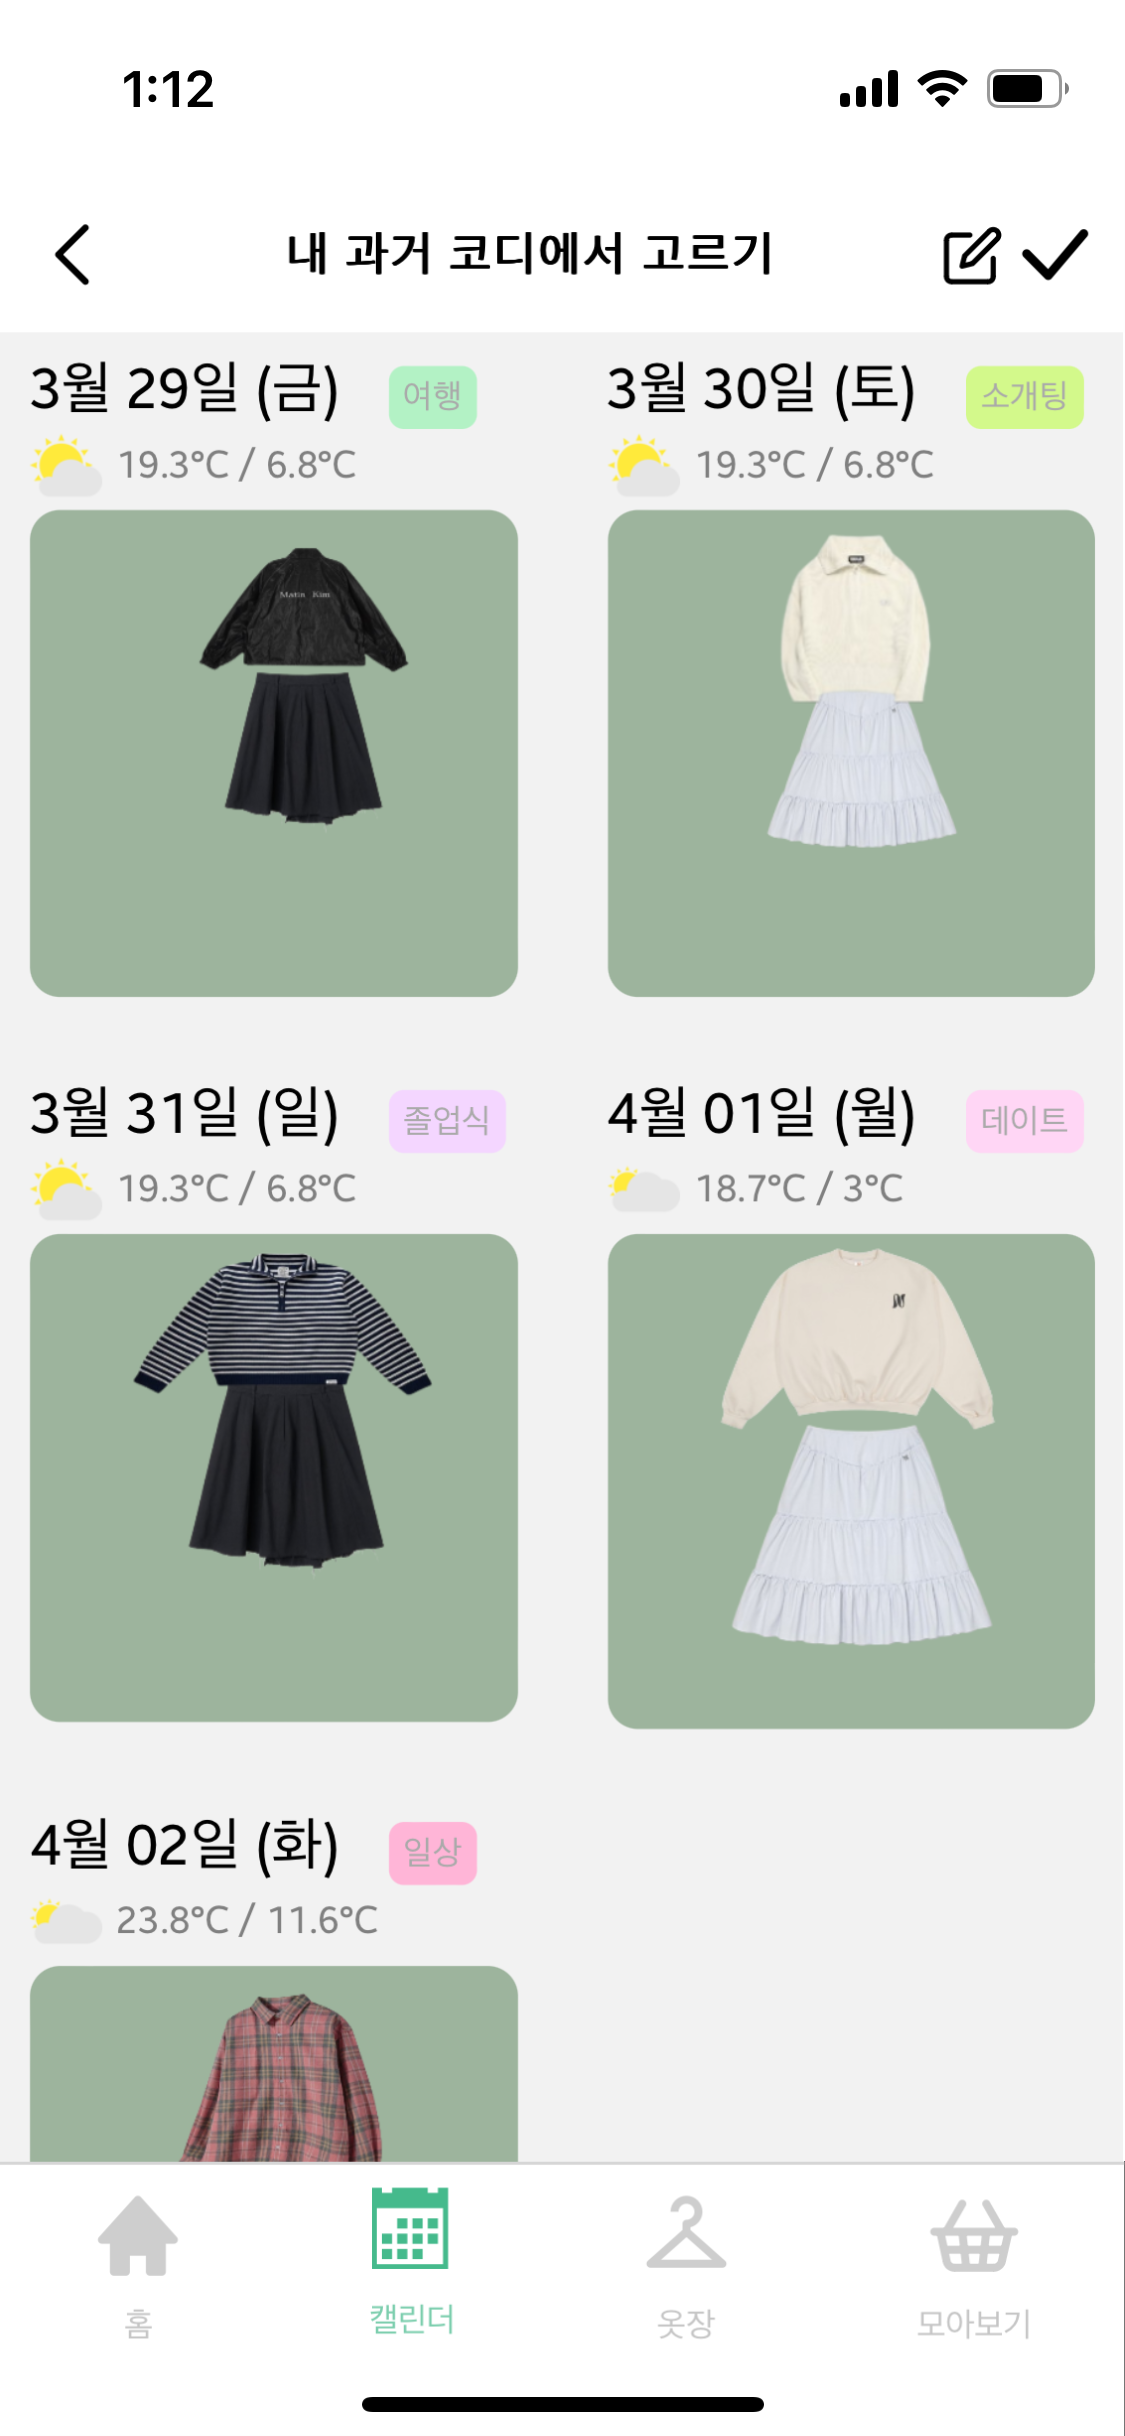 1:12
내 과거 코디에서 고르기
3월 29일 (금) 여행
19.3°C / 6.8°C
Matin Kim
3월 30일 (토) 소개팅
19.3°C / 6.8°C
3월 31일 (일) 졸업식
19.3°C / 6.8°C
4월 01일 (월) 데이트
18.7°C / 3°C
4월 02일 (화) 일상
23.8°C / 11.6°C
홈
캘린더
옷장
모아보기